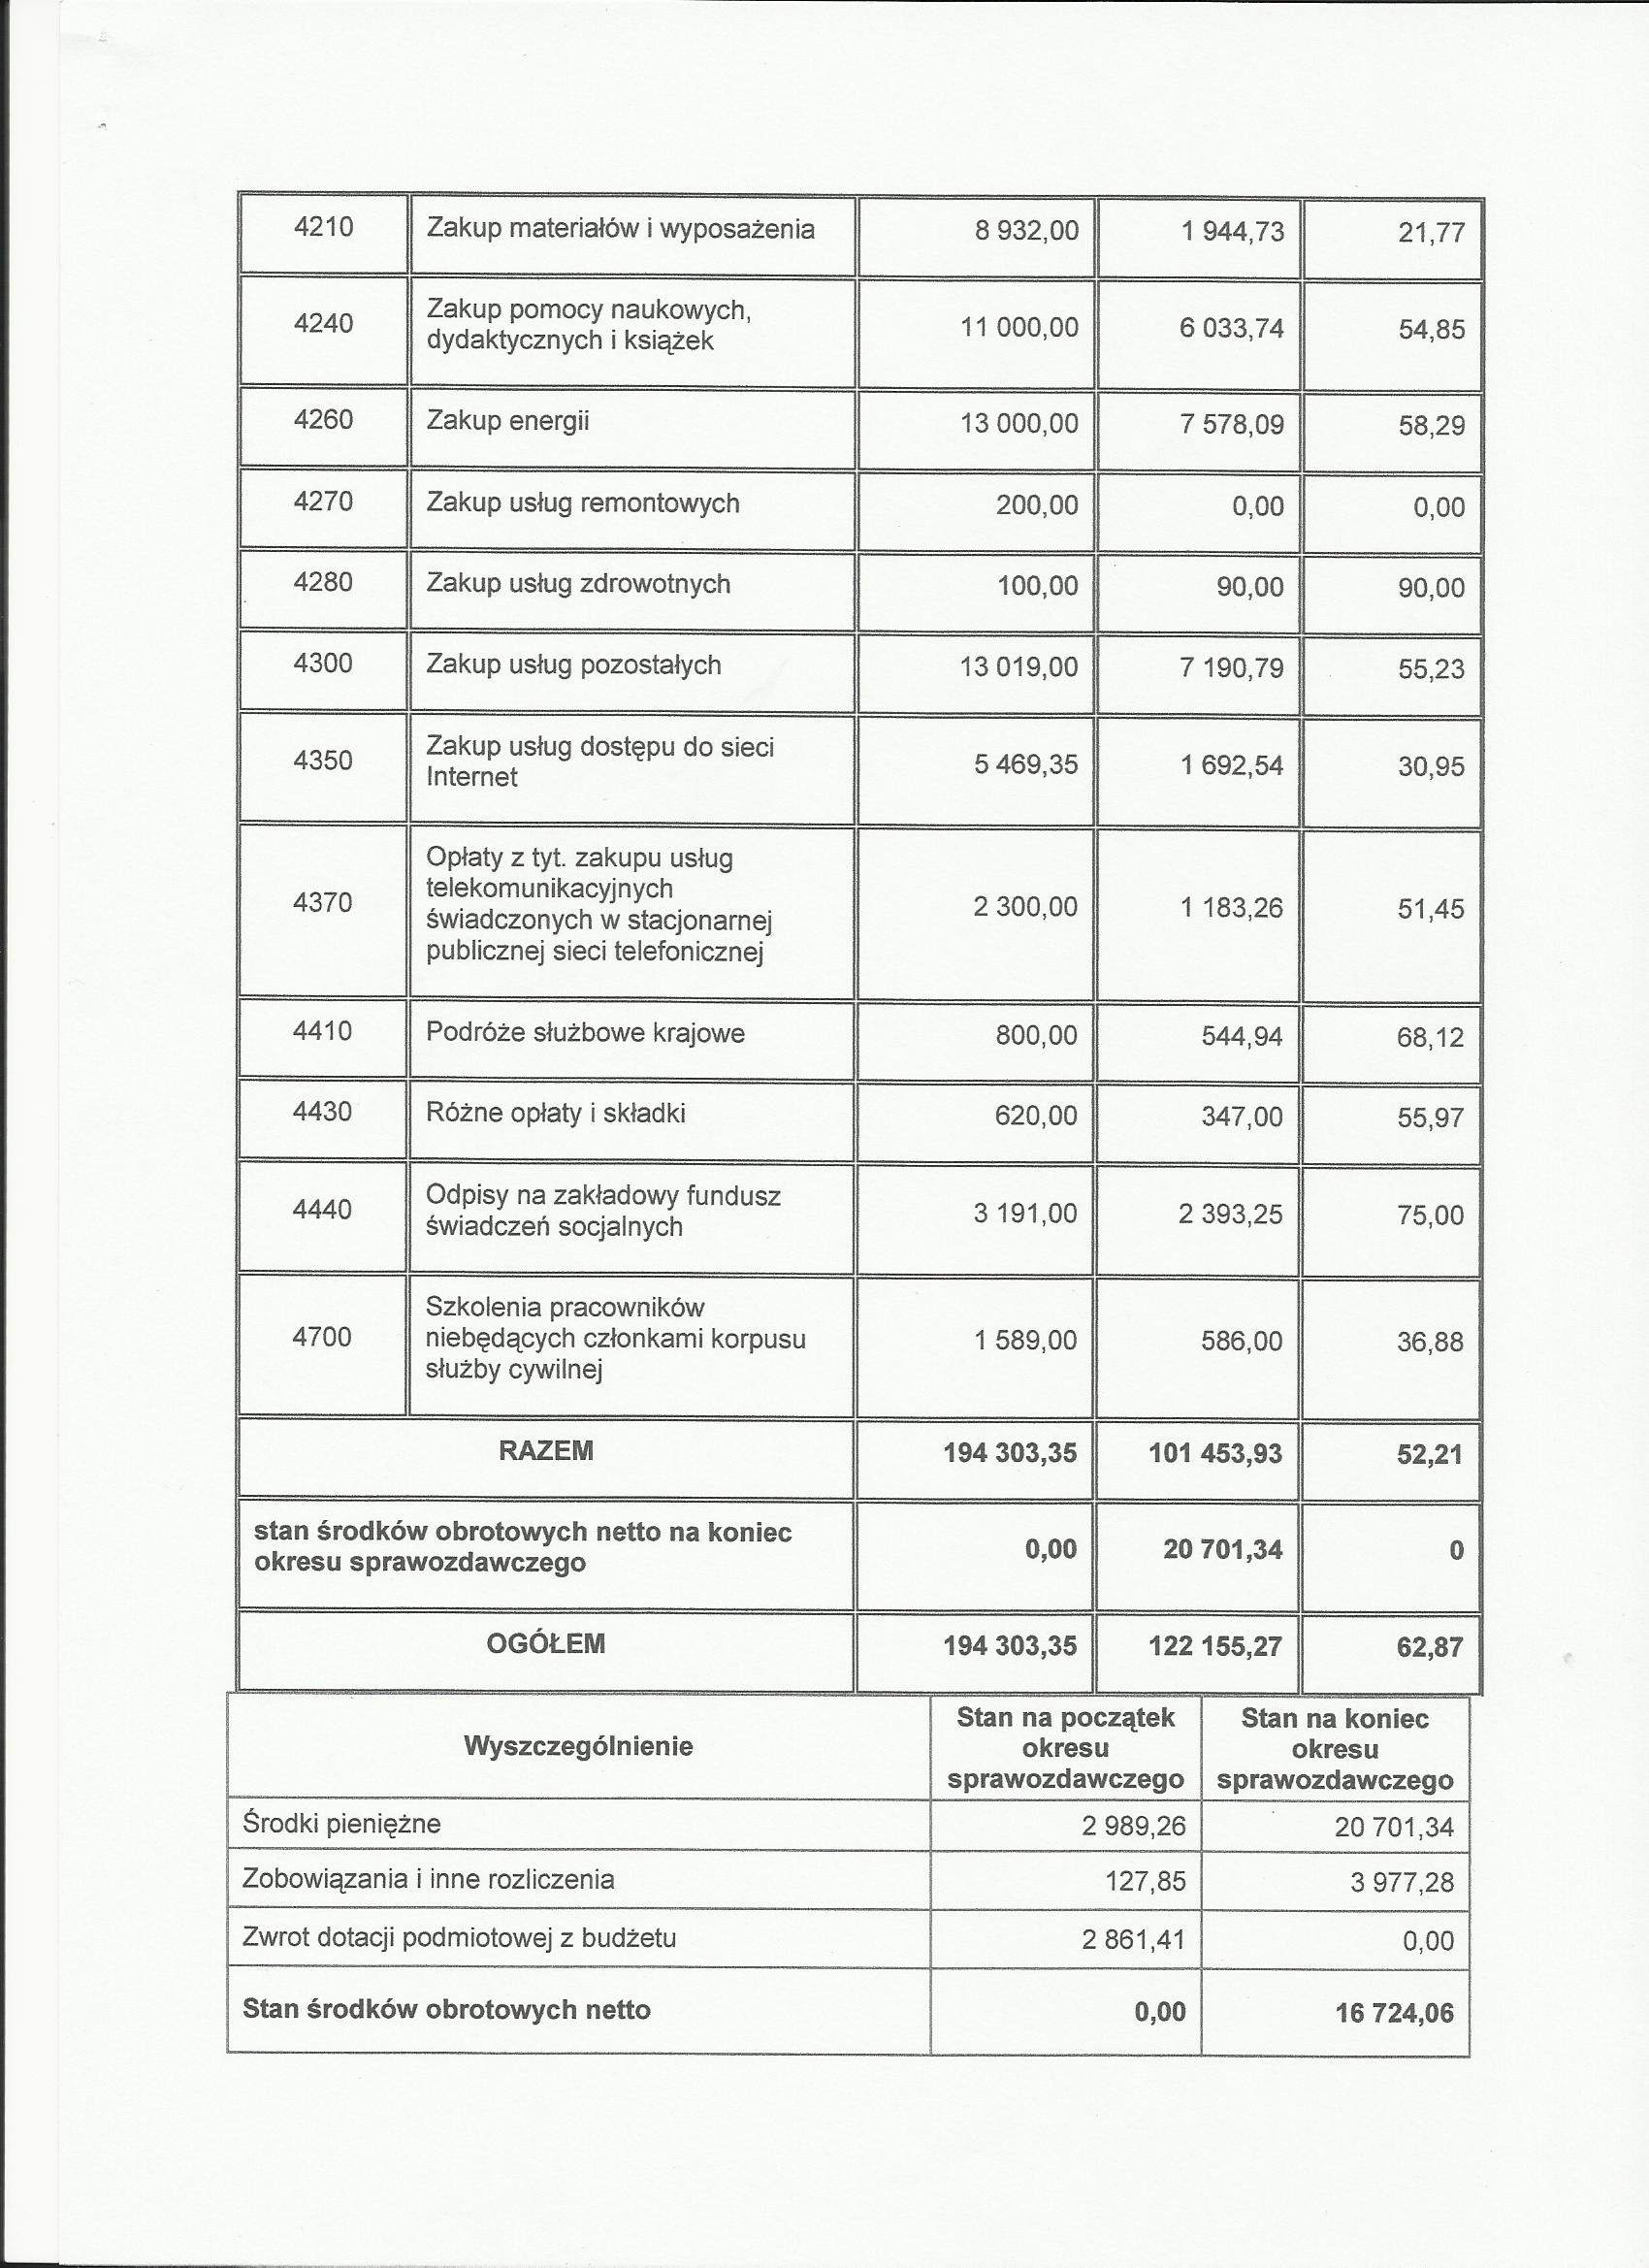 4210 Zakup materiałów i wyposażenia 8 932,00 1 944,73 21,77
4240 Zakup pomocy naukowych,
dydaktycznych i książek 11 000,00 6 033,74 54,85
4260 Zakup energii 13 000,00 7 578,09 58,29
4270 Zakup usług remontowych 200,00 0,00 0,00
4280 Zakup usług zdrowotnych 100,00 90,00 90,00
4300 Zakup usług pozostałych 13 019,00 7 190,79 55,23
4350 Zakup usług dostępu do sieci
Internet 5 469,35 1 692,54 30,95
4370 Opłaty z tyt. zakupu usług
telekomunikacyjnych
świadczonych w stacjonarnej
publicznej sieci telefonicznej 2 300,00 1 183,26 51,45
4410 Podróże służbowe krajowe 800,00 544,94 68,12
4430 Różne opłaty i składki 620,00 347,00 55,97
4440 Odpisy na zakładowy fundusz
świadczeń socjalnych 3 191,00 2 393,25 75,00
4700 Szkolenia pracowników
niebędących członkami korpusu
służby cywilnej 1 589,00 586,00 36,88
RAZEM 194 303,35 101 453,93 52,21
stan środków obrotowych netto na koniec
okresu sprawozdawczego 0,00 20 701,34 0
OGÓŁEM 194 303,35 122 155,27 62,87
Wyszczególnienie
Stan na początek
okresu
sprawozdawczego
Stan na koniec
okresu
sprawozdawczego
Środki pieniężne 2 989,26 20 701,34
Zobowiązania i inne rozliczenia 127,85 3 977,28
Zwrot dotacji podmiotowej z budżetu 2 861,41 0,00
Stan środków obrotowych netto 0,00 16 724,06